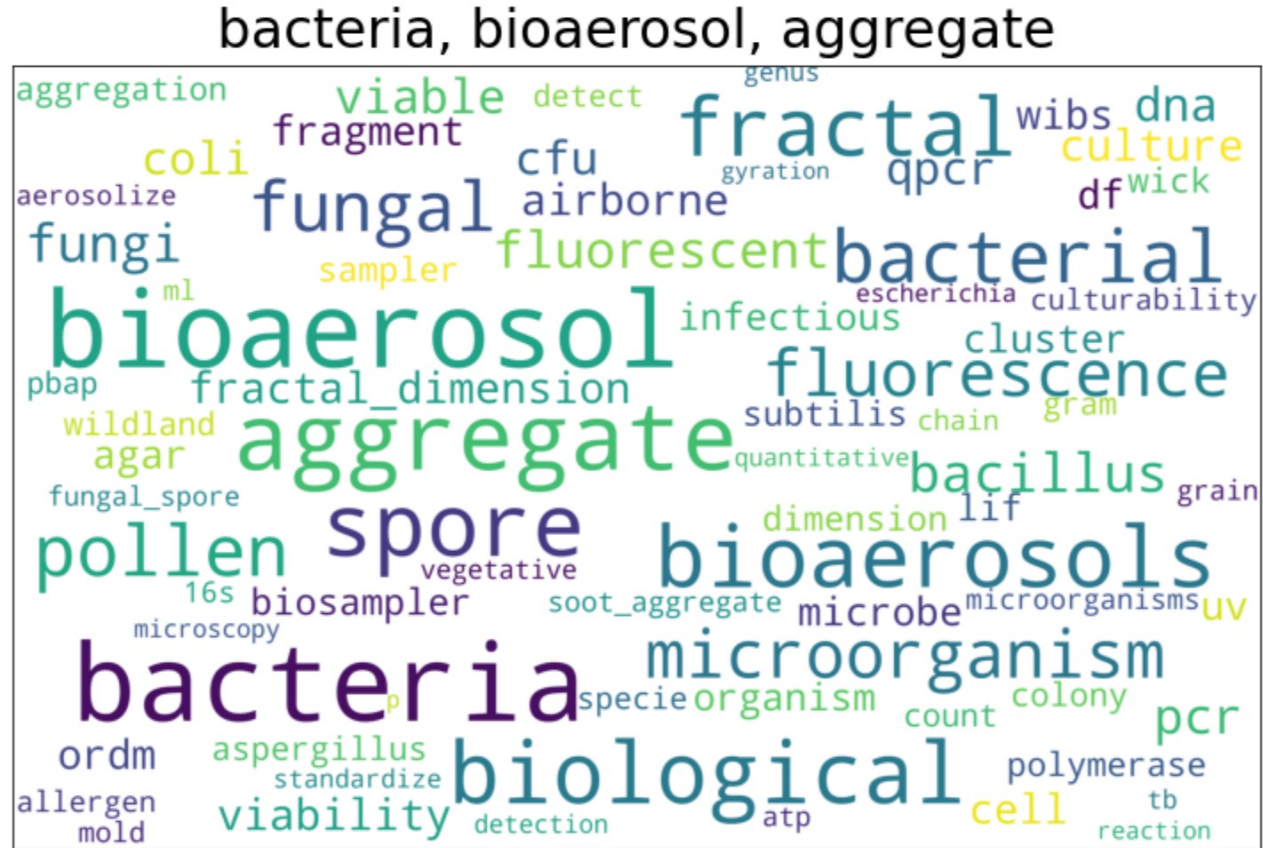 bacteria, bioaerosol, aggregate
genus
aggregation viable detect fractal wibs dna
fragment culture
coli cfu gyration qpcr
aerosolize fungal airborne df wick
fungi fluorescent bacterial
sampler
ml escherichia culturability
bioaerosol infectious cluster
pbap fractal_dimension fluorescence
wildland aggregate subtilis chain gram
agar quantitative bacillus
fungal_spore grain
spore dimension lif
pollen vegetative bioaerosols
16s biosampler soot_aggregate microbe microorganisms uv
microscopy microorganism
bacteria p specie organism colony
count pcr
ordm aspergillus biological polymerase
standardize
allergen viability atp cell tb
mold detection reaction